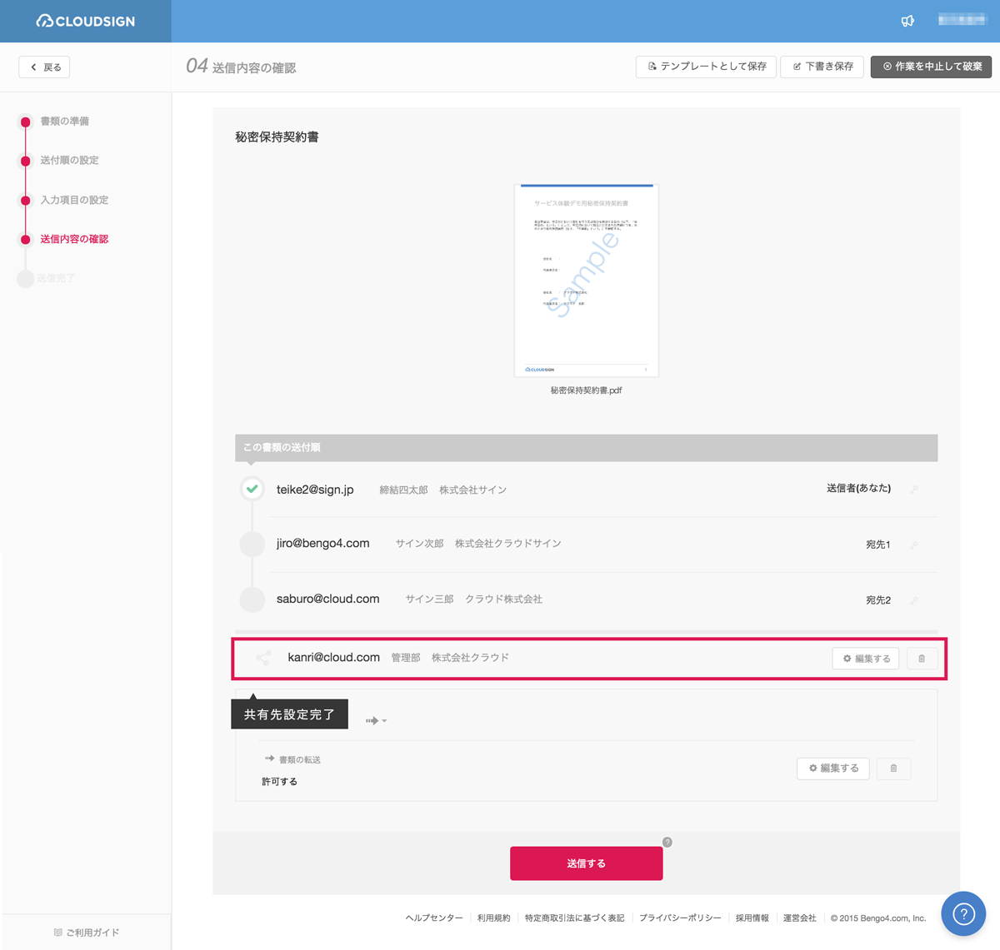 CLOUDSIGN
戻る
04 送信内容の確認
テンプレートとして保存
下書き保存
作業を中止して破棄
書類の準備
送付順の設定
入力項目の設定
送信内容の確認
送信完了
秘密保持契約書
サービス体験デモ用秘密保持契約書
Sample
CLOUDSIGN
1
秘密保持契約書.pdf
この書類の送付順
teike2@sign.jp 締結四太郎 株式会社サイン 送信者(あなた)
jiro@bengo4.com サイン次郎 株式会社クラウドサイン 宛先1
saburo@cloud.com サイン三郎 クラウド株式会社 宛先2
kanri@cloud.com 管理部 株式会社クラウド 編集する
共有先設定完了
書類の転送
許可する
編集する
送信する
?
ご利用ガイド
ヘルプセンター 利用規約 特定商取引法に基づく表記 プライバシーポリシー 採用情報 運営会社 © 2015 Bengo4.com, Inc.
?